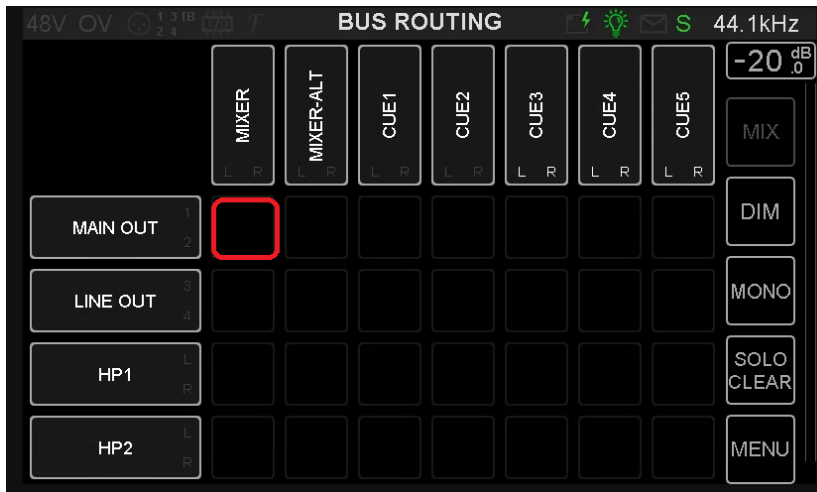 48V OV 1 3 TB 2 4 f BUS ROUTING S 44.1kHz
-20 dB .0
MIXER MIXER-ALT CUE1 CUE2 CUE3 CUE4 CUE5
L R L R L R L R L R L R L R
MIX
MAIN OUT 1 2
DIM
LINE OUT 3 4
MONO
HP1 L R
SOLO
CLEAR
HP2 L R
MENU